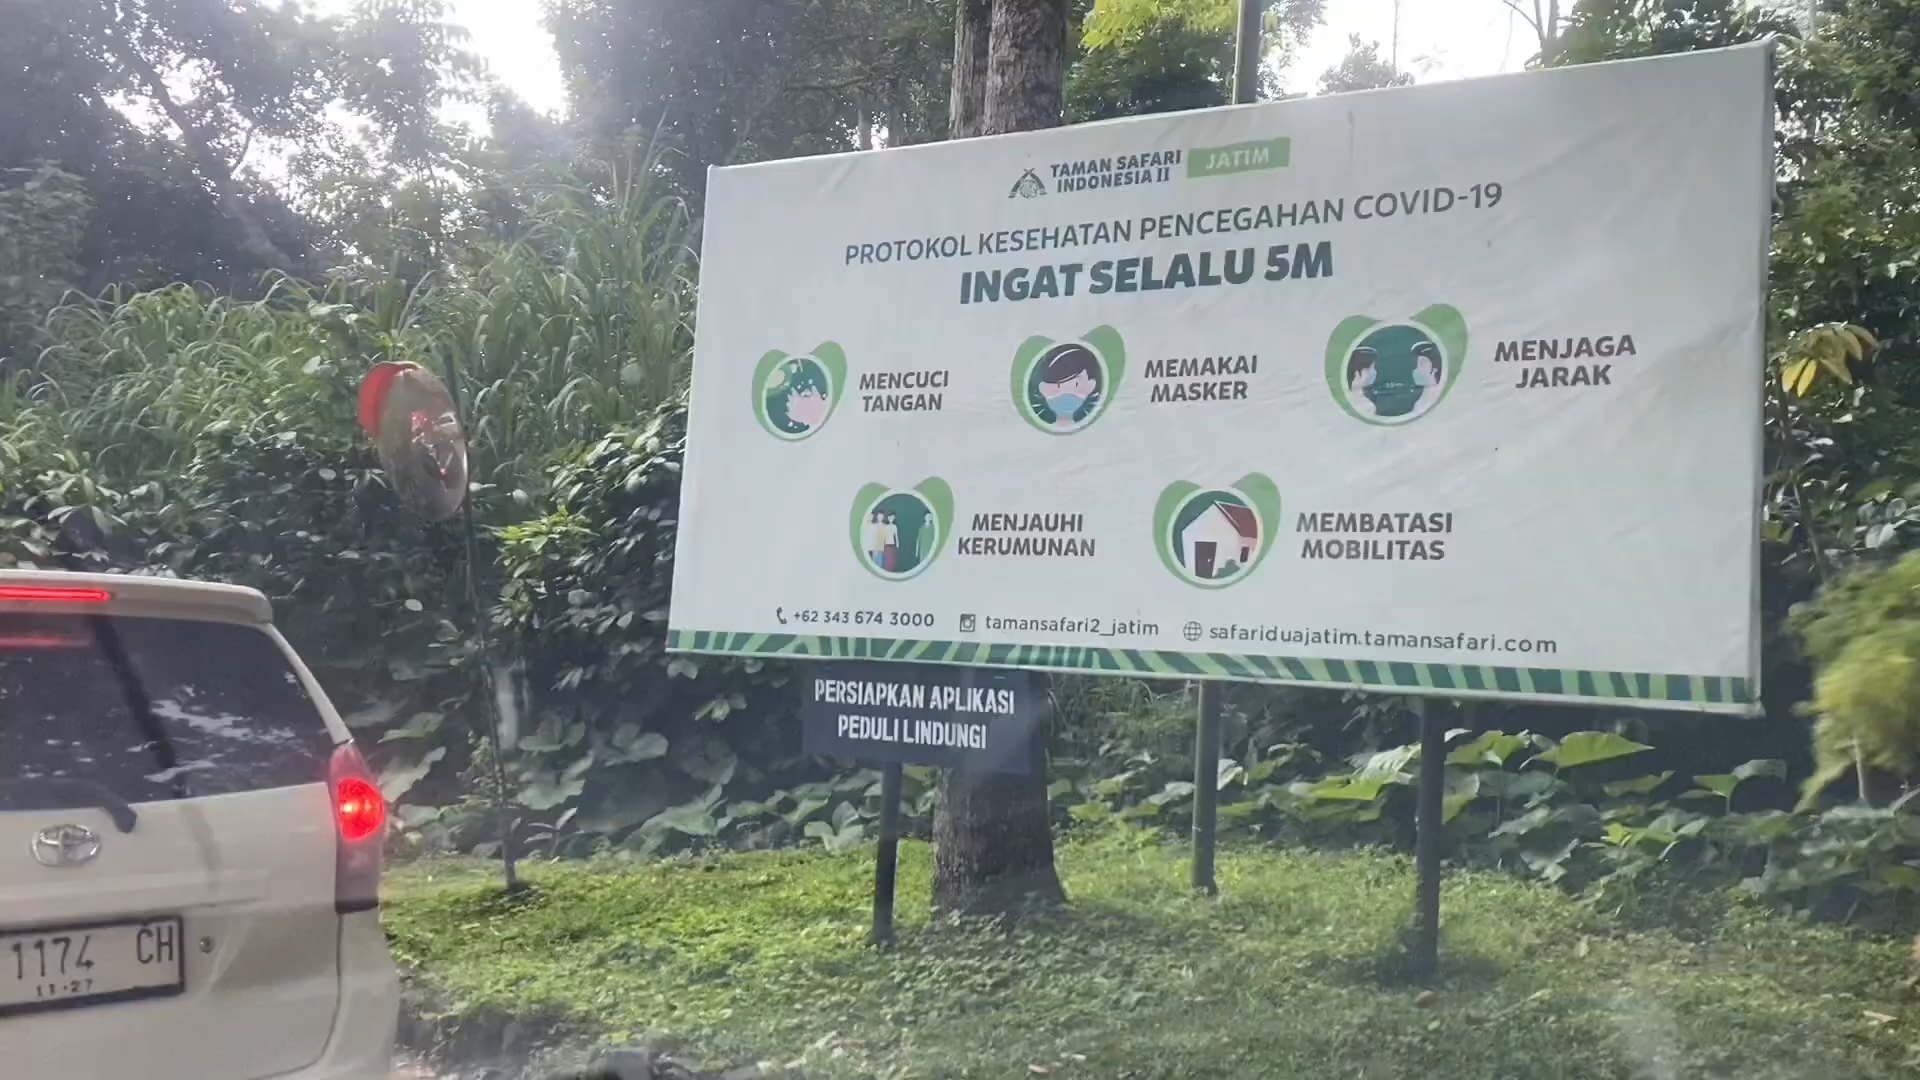 TAMAN SAFARI
INDONESIA II
JATIM
PROTOKOL KESEHATAN PENCEGAHAN COVID-19
INGAT SELALU 5M
MENCUCI
TANGAN
MEMAKAI
MASKER
MENJAGA
JARAK
MENJAUHI
KERUMUNAN
MEMBATASI
MOBILITAS
+62 343 674 3000
tamansafari2_jatim
safariduajatim.tamansafari.com
PERSIAPKAN APLIKASI
PEDULI LINDUNGI
1174 CH
11·27